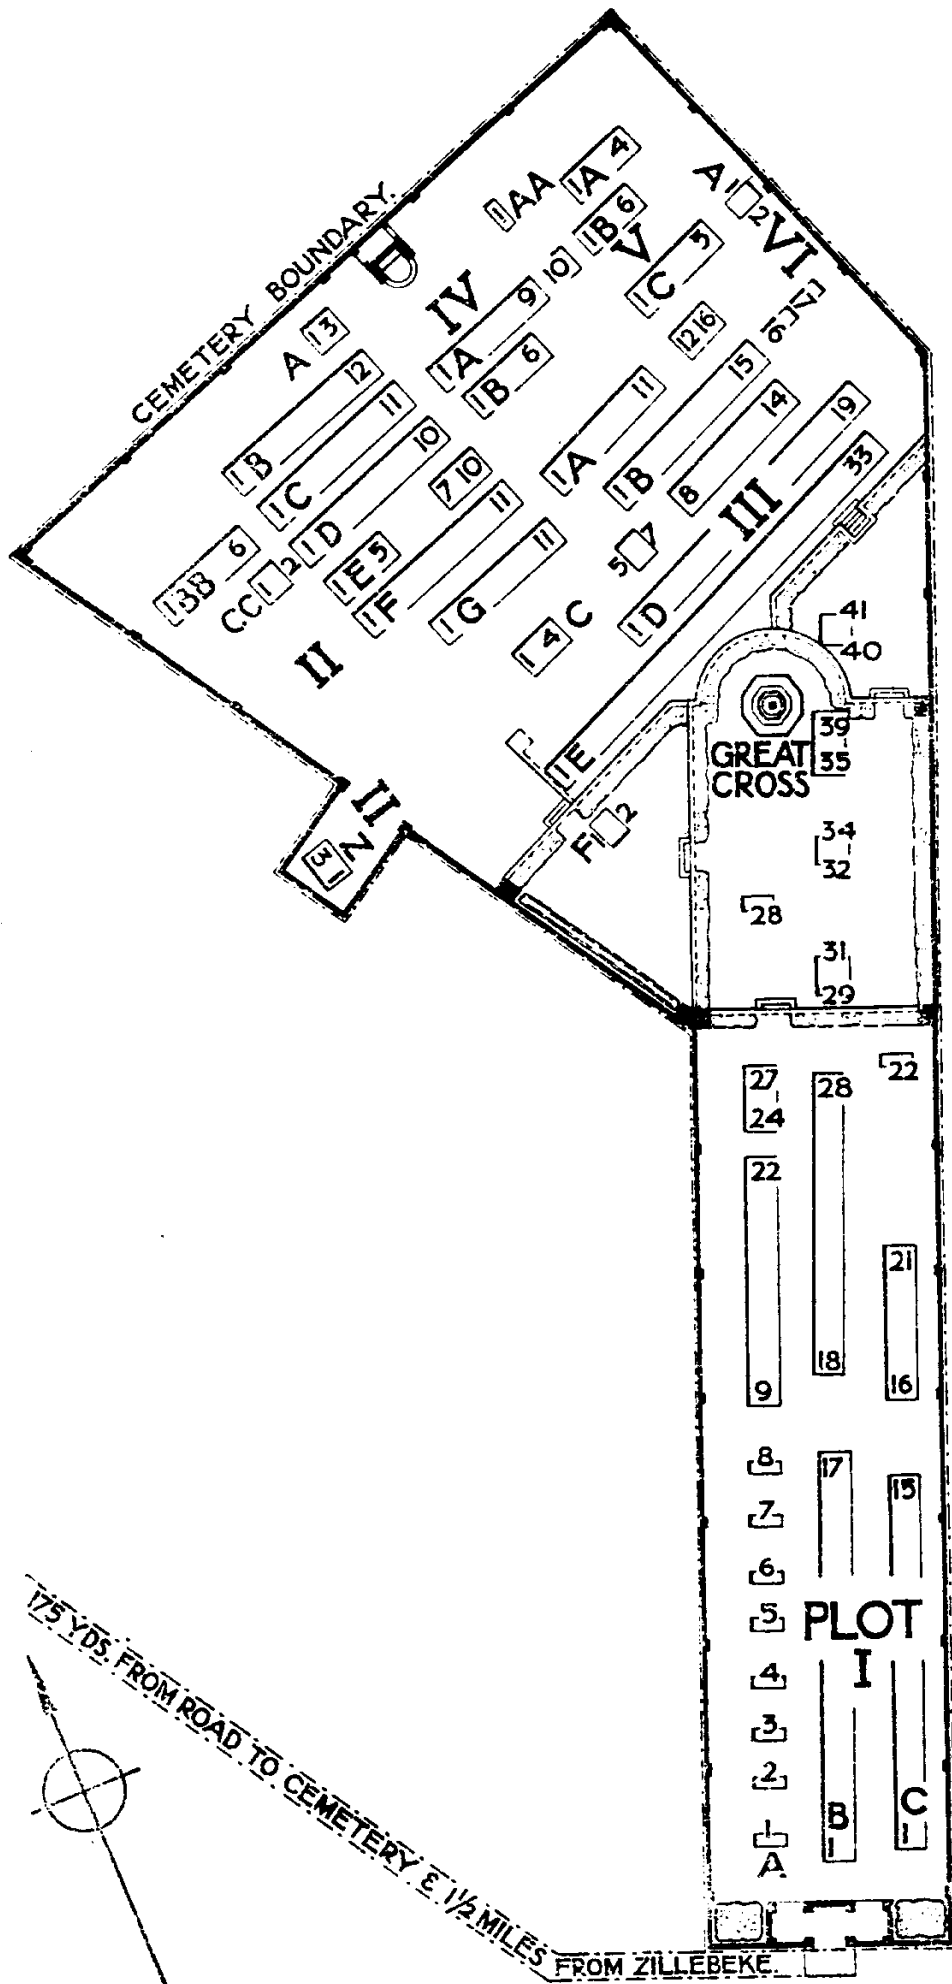 CEMETERY BOUNDARY.
1 A 4
1 AA
1 B 6
V
A 1 2
VI
1 C 5
10
IV
1 A 9
1 B 6
12 16
6 7
A 1 3
1 B 12
1 C 11
1 D 10
7 10
1 BB 6
CC 1 2
1 E 5
1 F 11
1 G 11
II
1 A 11
1 B 15
8 14
5 7
C
1 4
III
1 D 19
1 E 33
F 2
II
Z
3 1
41
40
GREAT
CROSS
39
35
34
32
28
31
29
27
24
28
22
22
21
18
9
16
8
17
15
7
6
5
PLOT
I
4
3
2
1
A
B
1
C
1
175 YDS. FROM ROAD TO CEMETERY & 1½ MILES
FROM ZILLEBEKE.